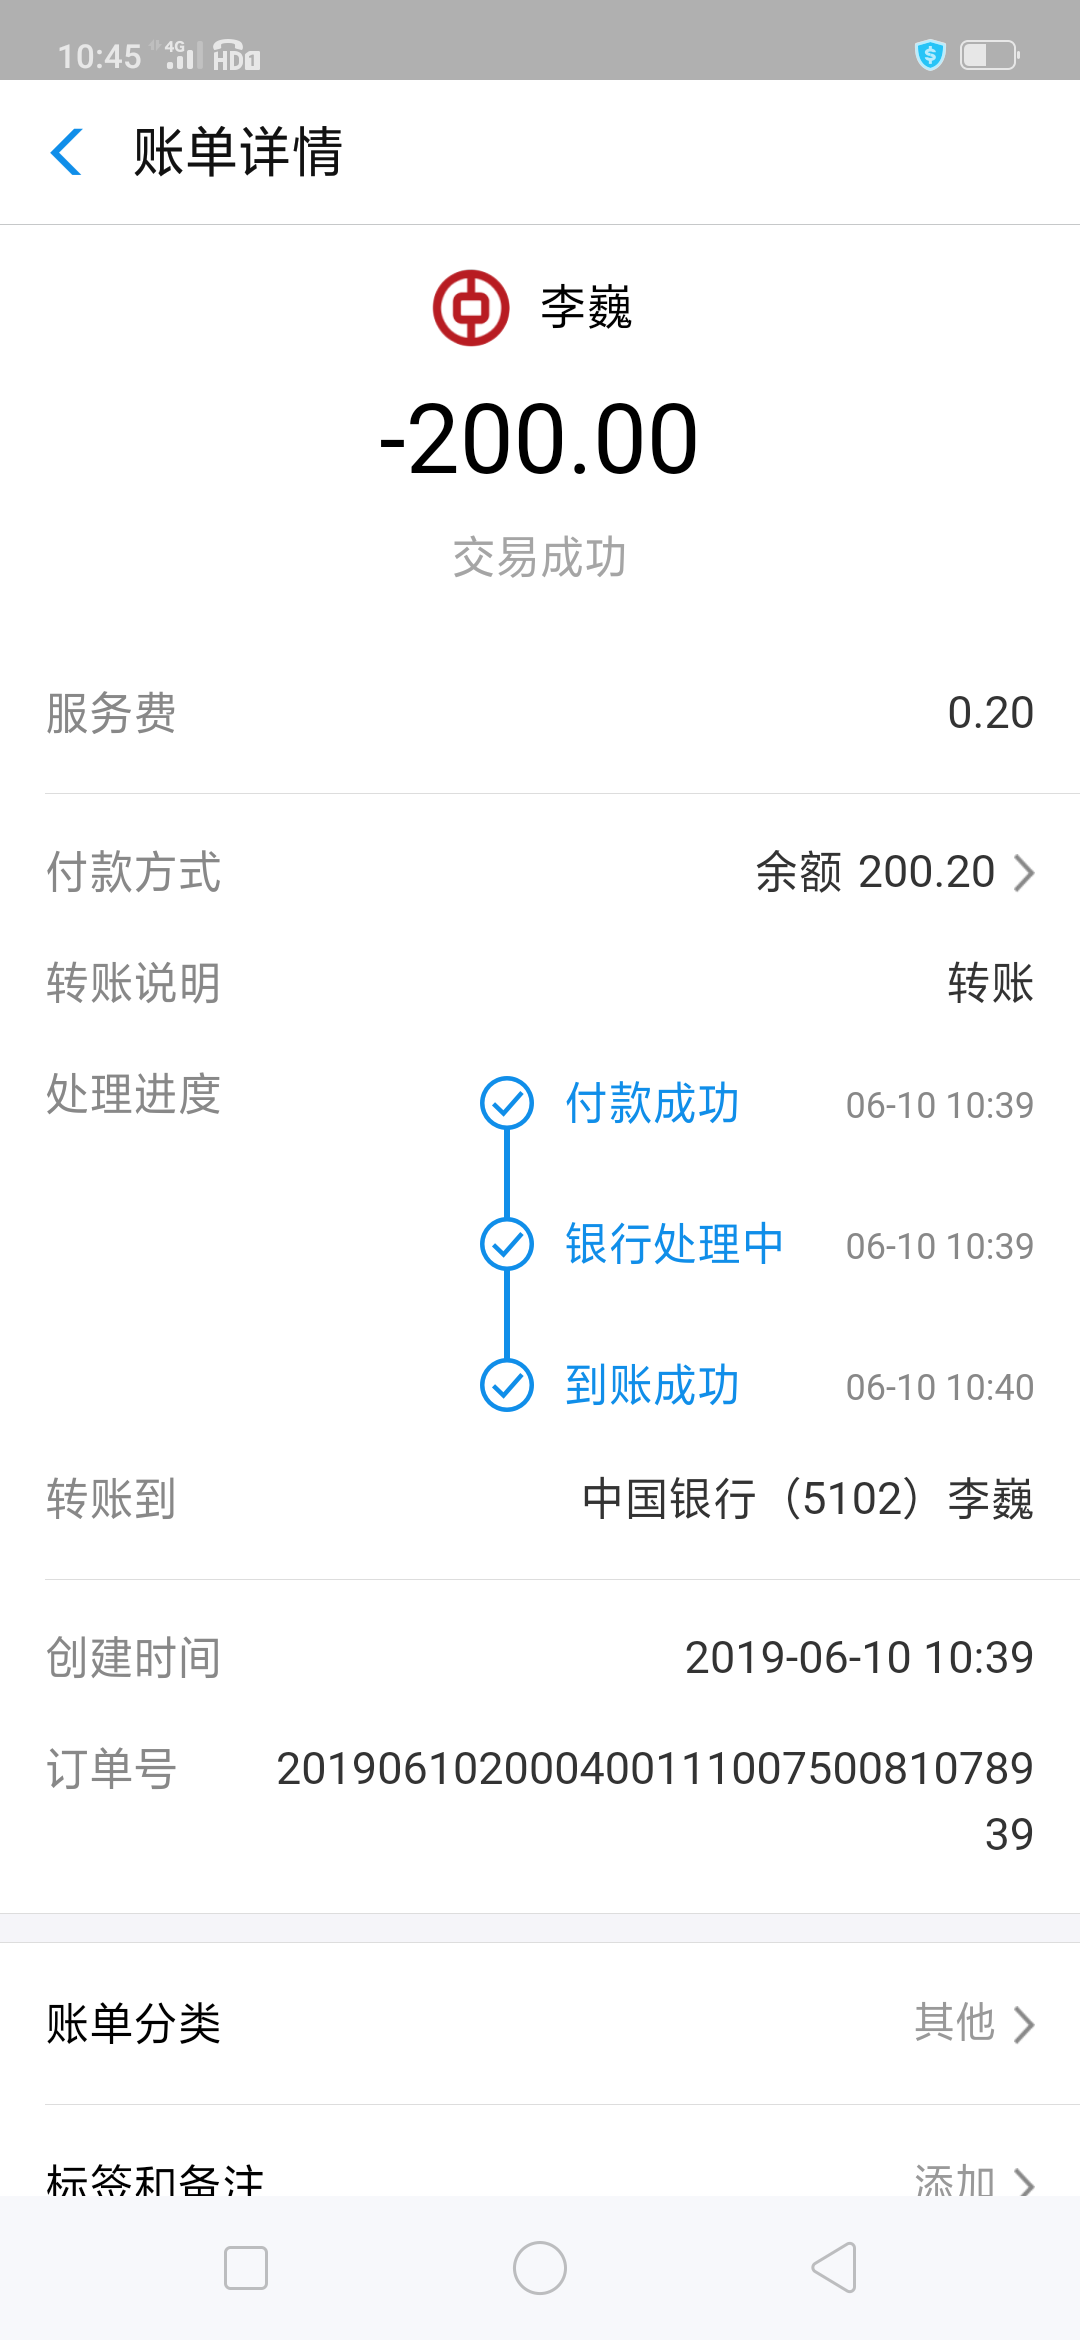 10:45 4G HD 1
账单详情
李巍
-200.00
交易成功
服务费 0.20
付款方式 余额 200.20
转账说明 转账
处理进度 付款成功 06-10 10:39
银行处理中 06-10 10:39
到账成功 06-10 10:40
转账到 中国银行（5102）李巍
创建时间 2019-06-10 10:39
订单号 201906102000400111007500810789
39
账单分类 其他
标签和备注 添加